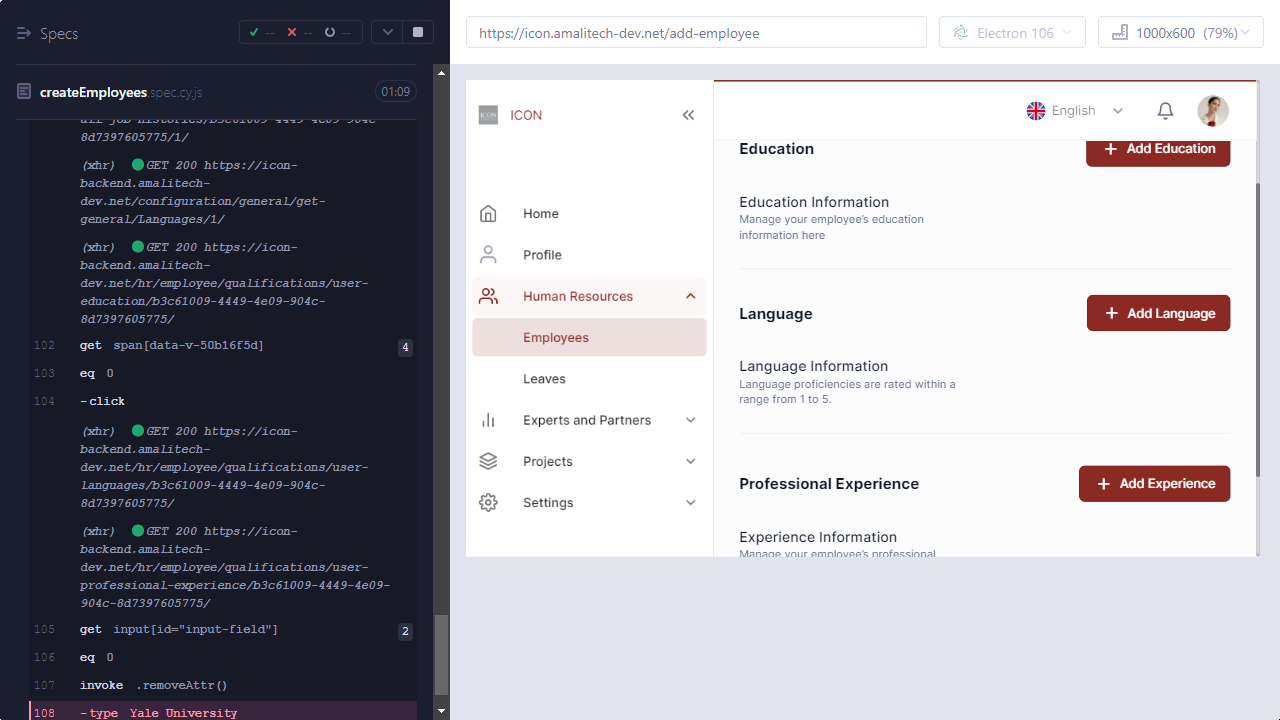 Specs
-- -- --
createEmployees.spec.cy.js
01:09
all-job-histories/b3c61009-4449-4e09-904c-
8d7397605775/1/
(xhr) GET 200 https://icon-
backend.amalitech-
dev.net/configuration/general/get-
general/Languages/1/
(xhr) GET 200 https://icon-
backend.amalitech-
dev.net/hr/employee/qualifications/user-
education/b3c61009-4449-4e09-904c-
8d7397605775/
102 get span[data-v-50b16f5d] 4
103 eq 0
104 -click
(xhr) GET 200 https://icon-
backend.amalitech-
dev.net/hr/employee/qualifications/user-
languages/b3c61009-4449-4e09-904c-
8d7397605775/
(xhr) GET 200 https://icon-
backend.amalitech-
dev.net/hr/employee/qualifications/user-
professional-experience/b3c61009-4449-4e09-
904c-8d7397605775/
105 get input[id="input-field"] 2
106 eq 0
107 invoke .removeAttr()
108 -type Yale University
https://icon.amalitech-dev.net/add-employee
Electron 106
1000x600 (79%)
ICON
ICON
Home
Profile
Human Resources
Employees
Leaves
Experts and Partners
Projects
Settings
English
Education
Add Education
Education Information
Manage your employee’s education
information here
Language
Add Language
Language Information
Language proficiencies are rated within a
range from 1 to 5.
Professional Experience
Add Experience
Experience Information
Manage your employee’s professional